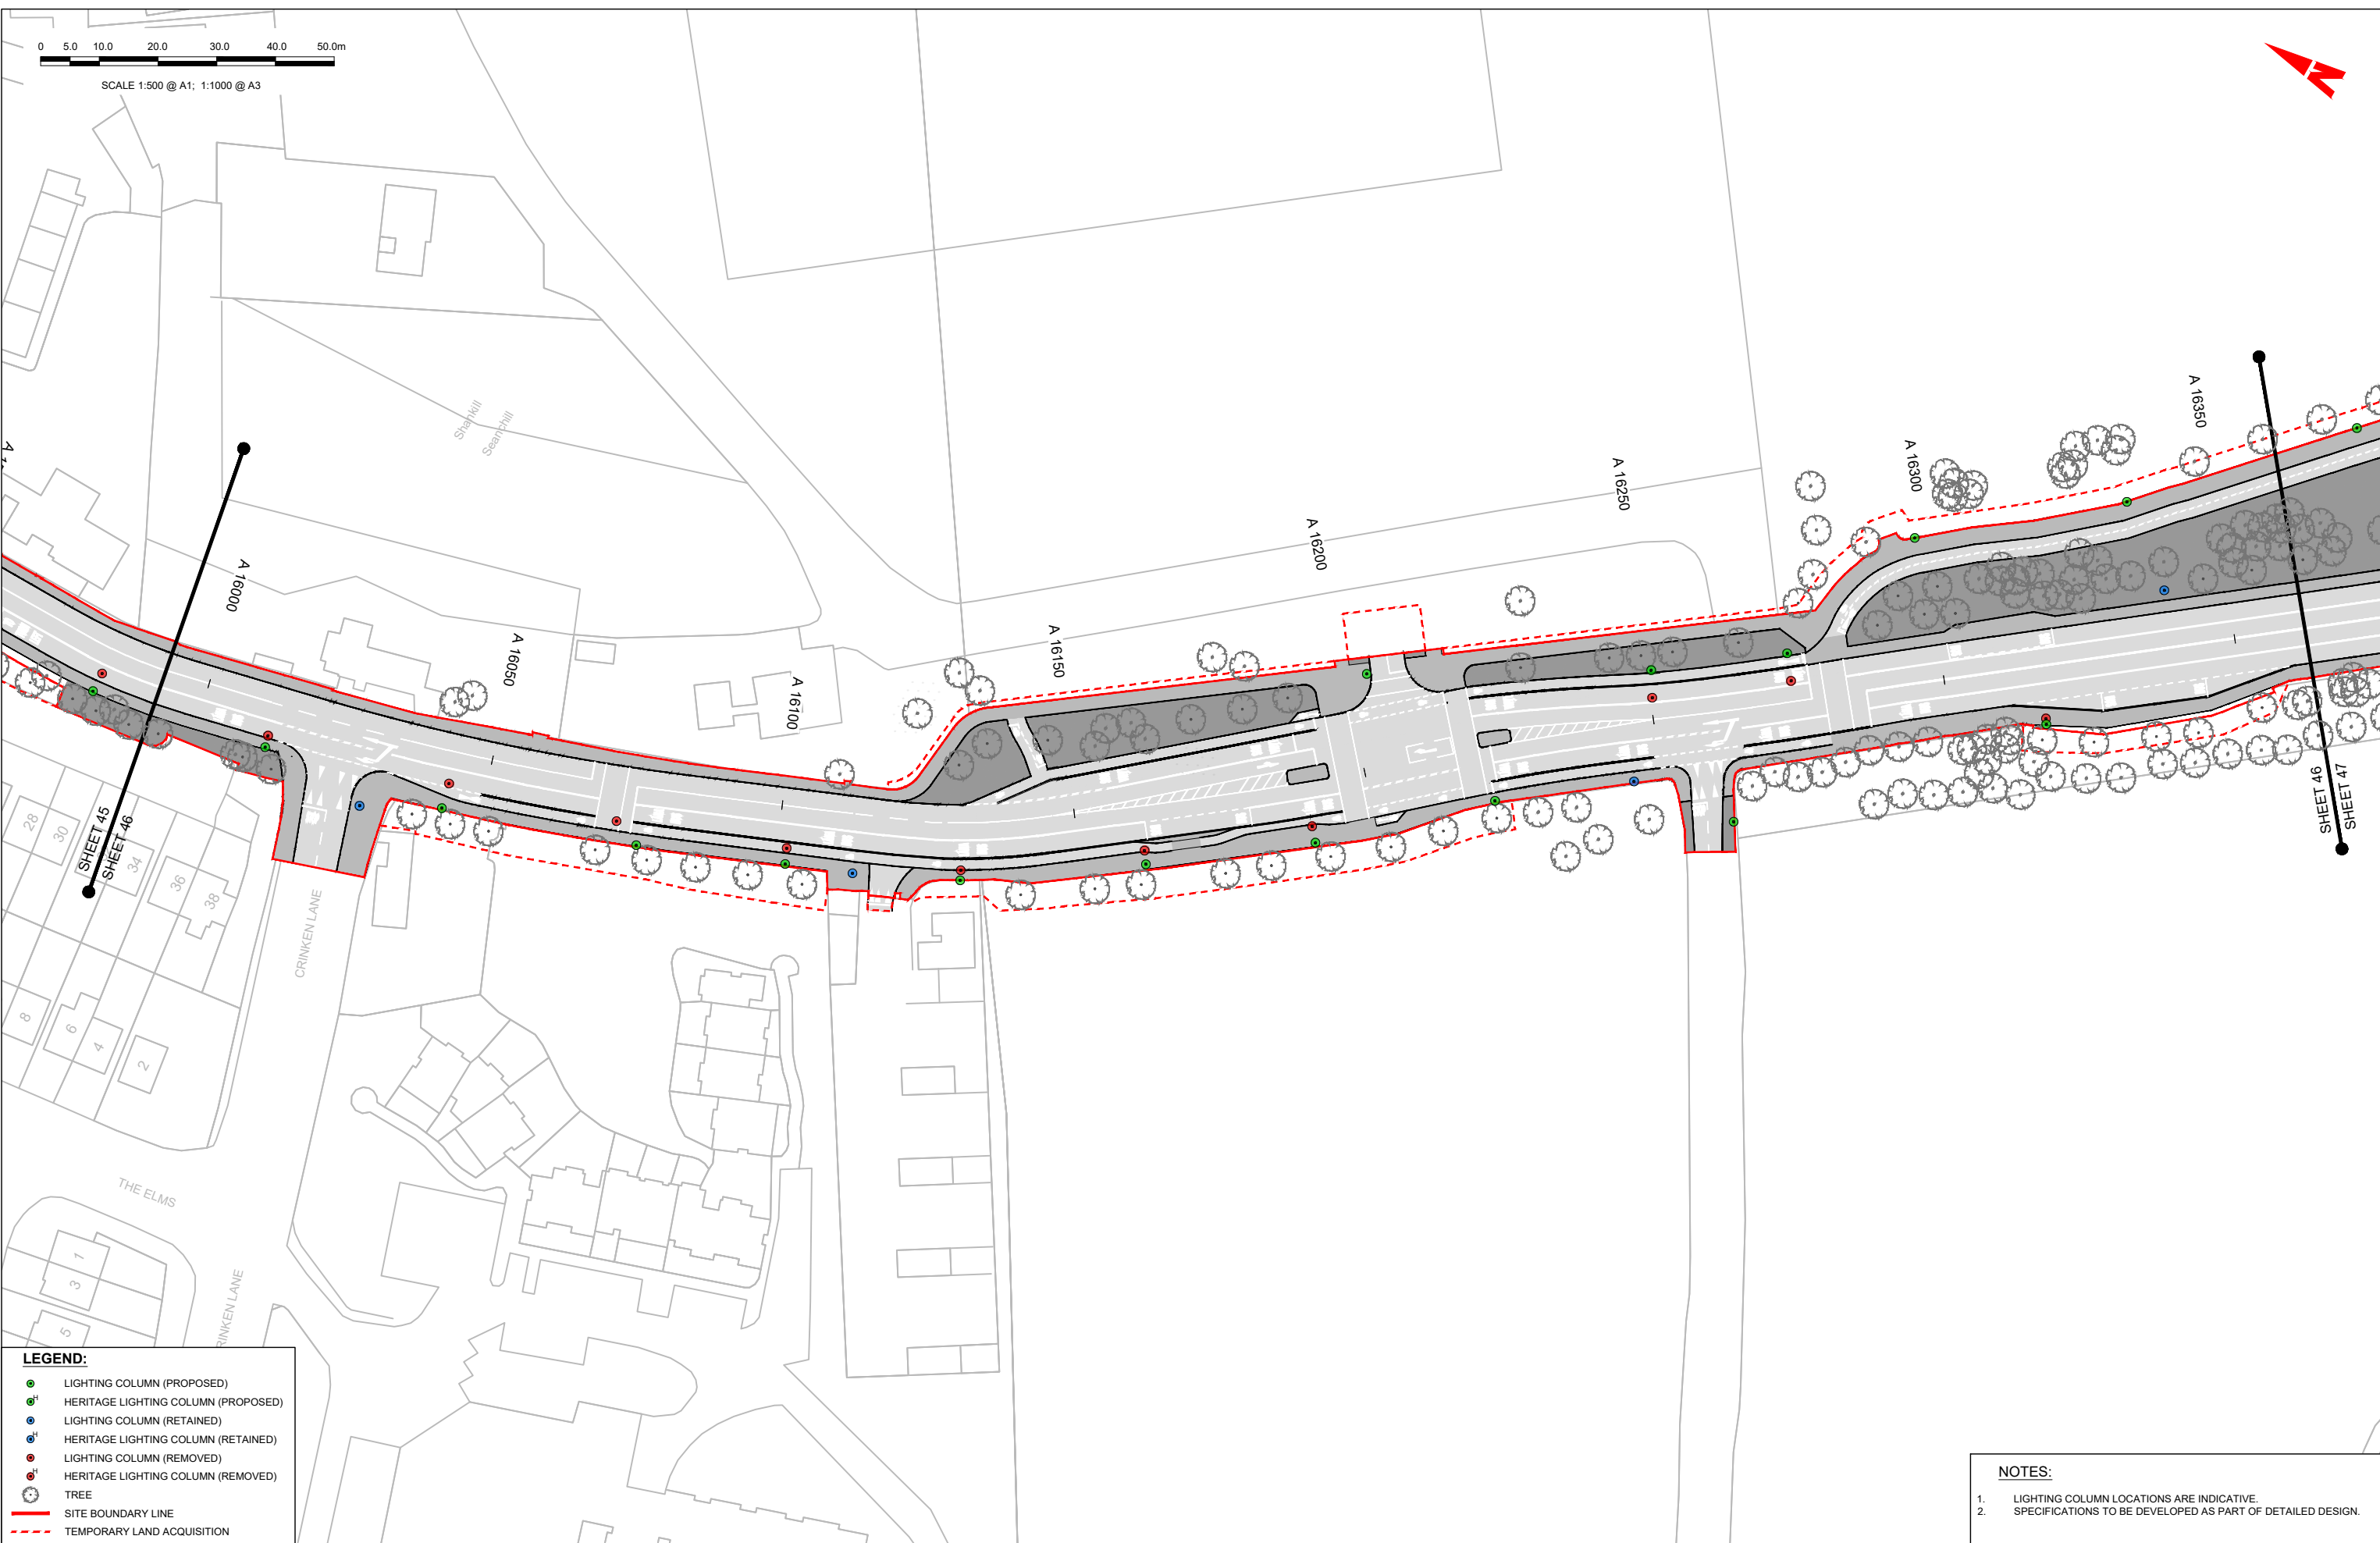 0 5.0 10.0 20.0 30.0 40.0 50.0m
SCALE 1:500 @ A1; 1:1000 @ A3
N
Shankill
Seanchill
A 16000
A 16050
A 16100
A 16150
A 16200
A 16250
A 16300
A 16350
SHEET 45
SHEET 46
SHEET 46
SHEET 47
28
30
34
36
38
8
6
4
2
CRINKEN LANE
THE ELMS
1
3
5
RINKEN LANE
LEGEND:
LIGHTING COLUMN (PROPOSED)
H HERITAGE LIGHTING COLUMN (PROPOSED)
LIGHTING COLUMN (RETAINED)
H HERITAGE LIGHTING COLUMN (RETAINED)
LIGHTING COLUMN (REMOVED)
H HERITAGE LIGHTING COLUMN (REMOVED)
TREE
SITE BOUNDARY LINE
TEMPORARY LAND ACQUISITION
NOTES:
1. LIGHTING COLUMN LOCATIONS ARE INDICATIVE.
2. SPECIFICATIONS TO BE DEVELOPED AS PART OF DETAILED DESIGN.